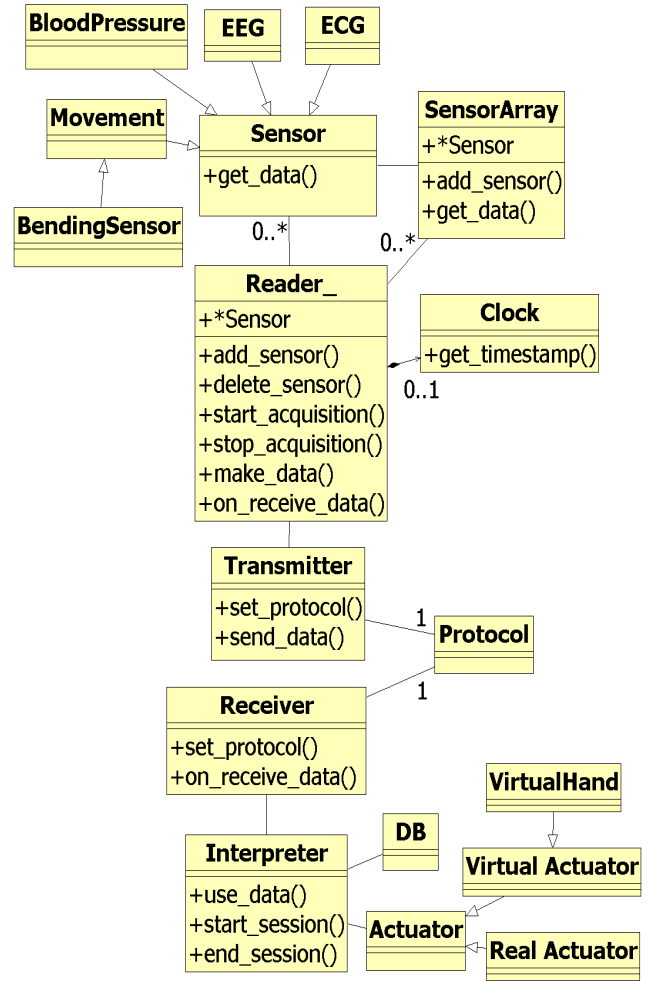 BloodPressure
EEG
ECG
Movement
BendingSensor
Sensor
+get_data()
SensorArray
+*Sensor
+add_sensor()
+get_data()
0..*
0..*
Reader_
+*Sensor
+add_sensor()
+delete_sensor()
+start_acquisition()
+stop_acquisition()
+make_data()
+on_receive_data()
Clock
+get_timestamp()
0..1
Transmitter
+set_protocol()
+send_data()
1
Protocol
1
Receiver
+set_protocol()
+on_receive_data()
Interpreter
+use_data()
+start_session()
+end_session()
DB
VirtualHand
Virtual Actuator
Actuator
Real Actuator